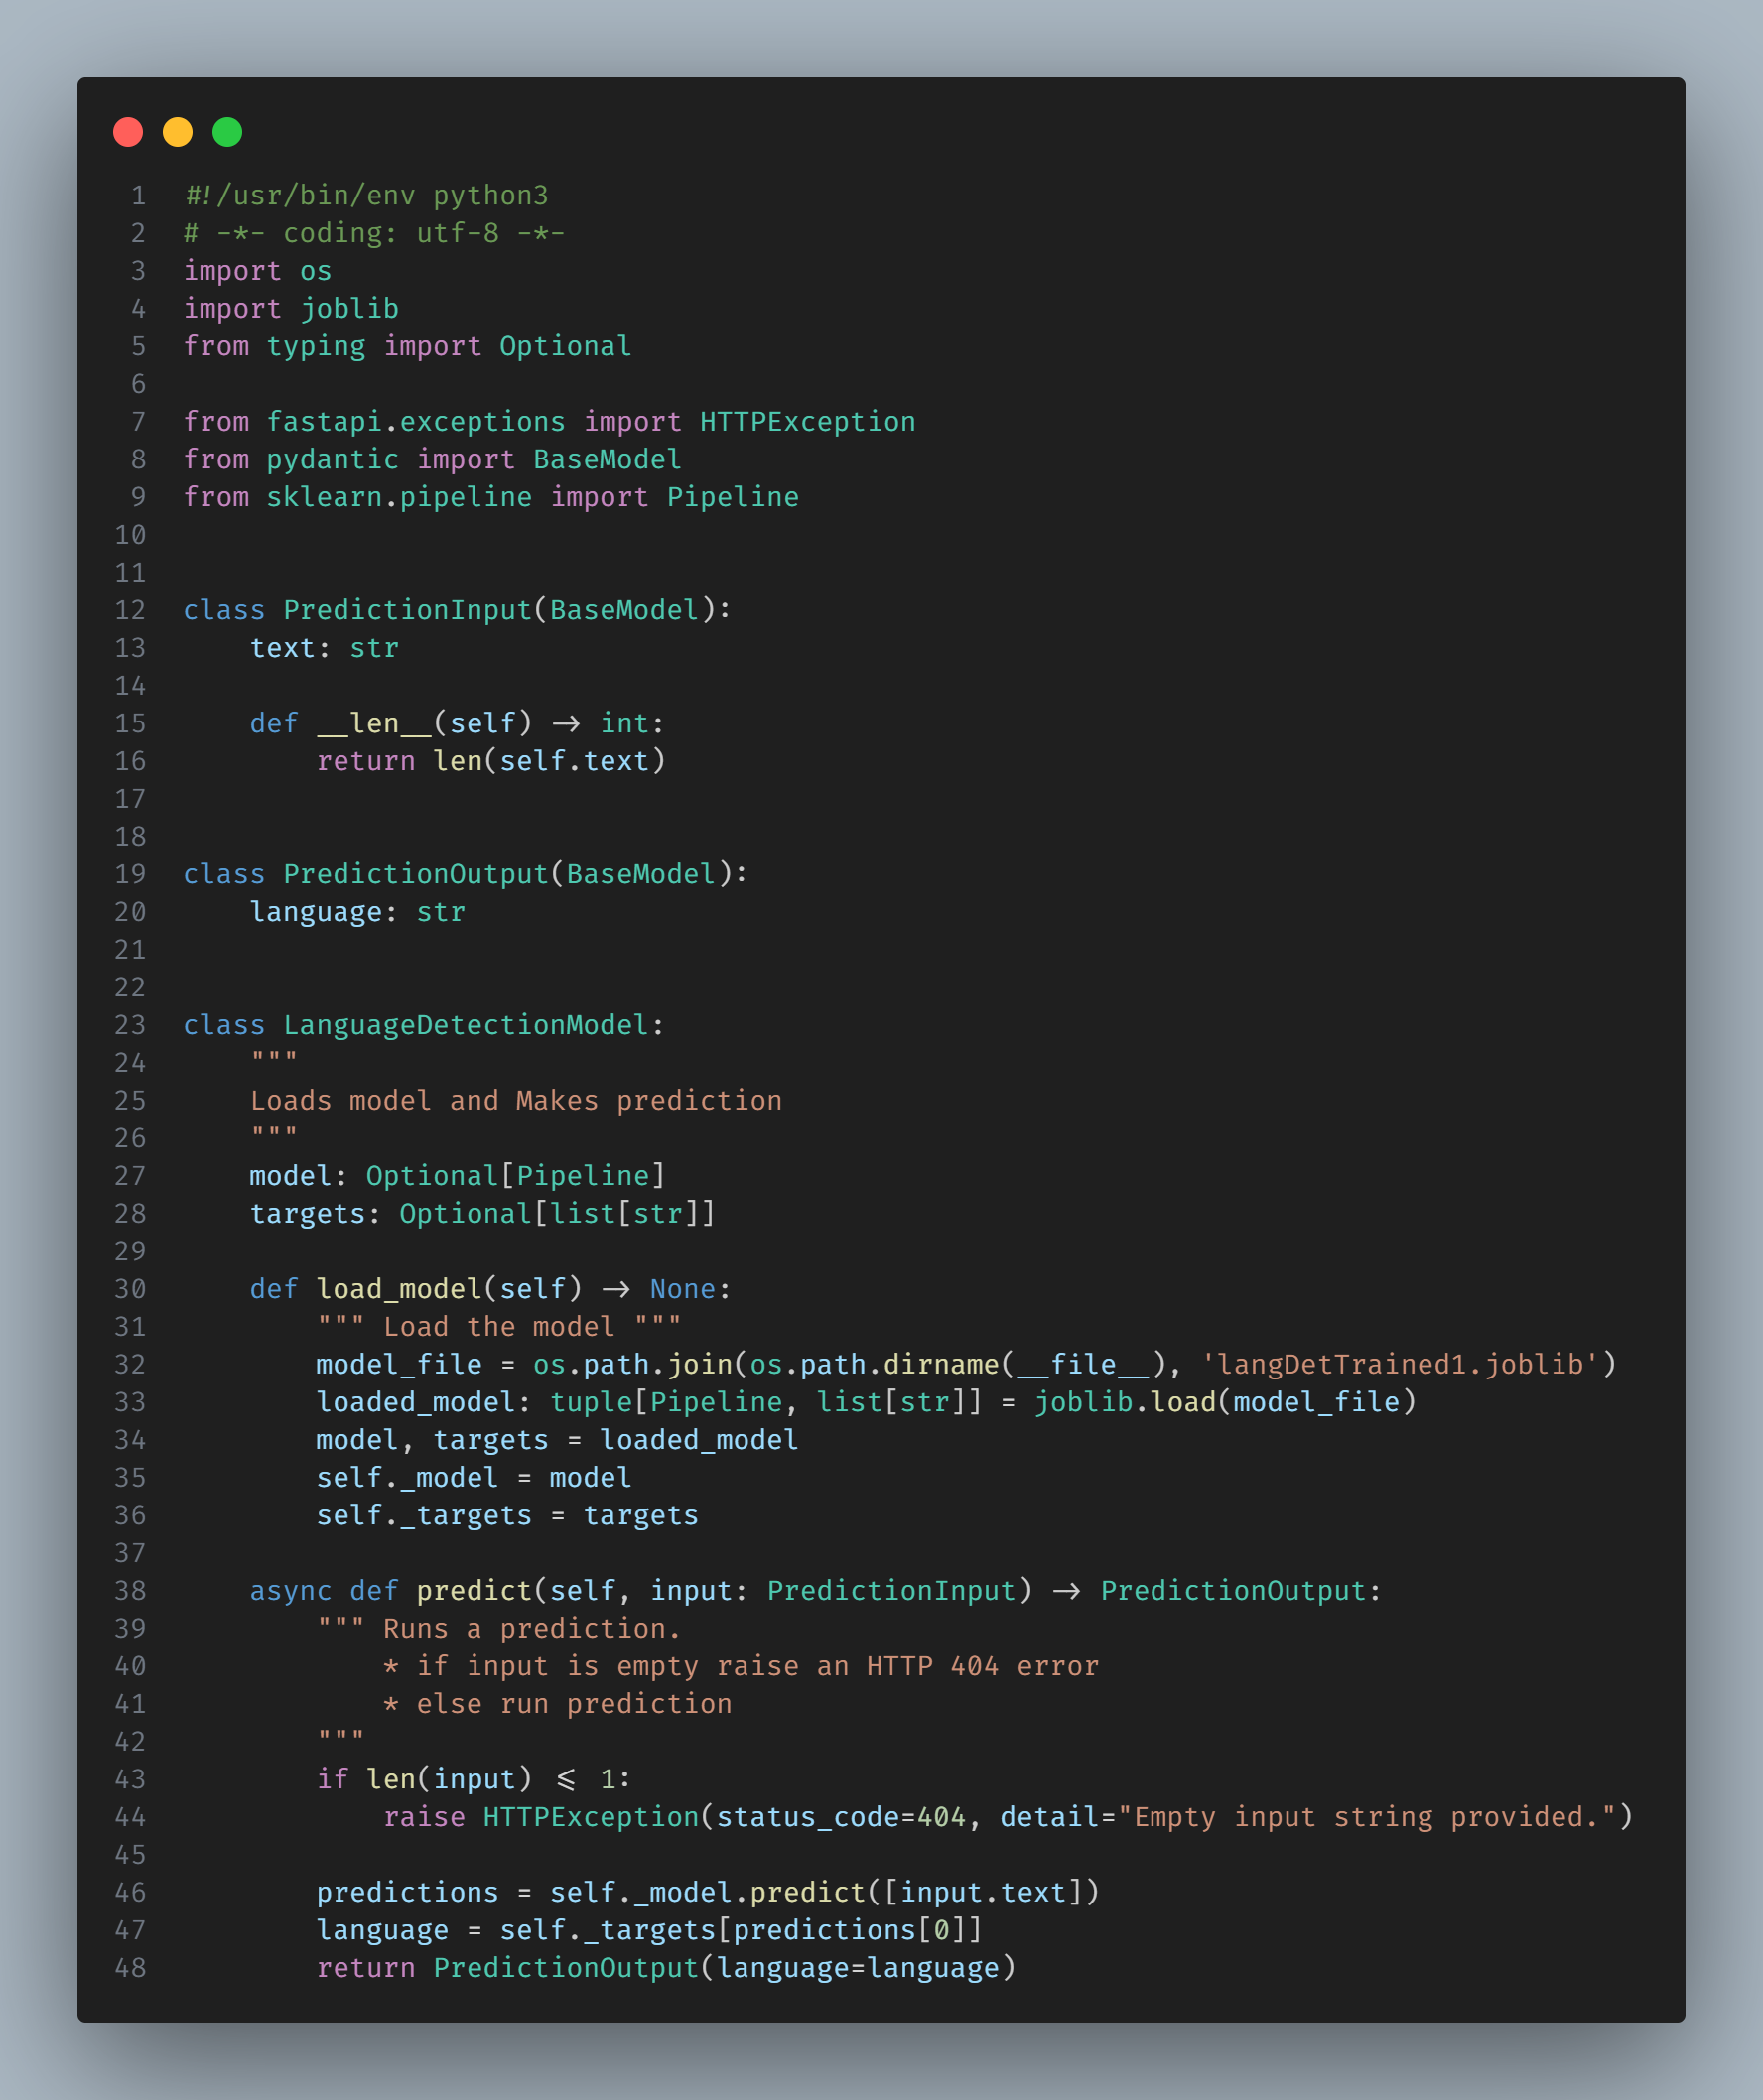 1 #!/usr/bin/env python3
2 # -*- coding: utf-8 -*-
3 import os
4 import joblib
5 from typing import Optional
6
7 from fastapi.exceptions import HTTPException
8 from pydantic import BaseModel
9 from sklearn.pipeline import Pipeline
10
11
12 class PredictionInput(BaseModel):
13     text: str
14
15     def __len__(self) -> int:
16         return len(self.text)
17
18
19 class PredictionOutput(BaseModel):
20     language: str
21
22
23 class LanguageDetectionModel:
24     """
25     Loads model and Makes prediction
26     """
27     model: Optional[Pipeline]
28     targets: Optional[list[str]]
29
30     def load_model(self) -> None:
31         """ Load the model """
32         model_file = os.path.join(os.path.dirname(__file__), 'langDetTrained1.joblib')
33         loaded_model: tuple[Pipeline, list[str]] = joblib.load(model_file)
34         model, targets = loaded_model
35         self._model = model
36         self._targets = targets
37
38     async def predict(self, input: PredictionInput) -> PredictionOutput:
39         """ Runs a prediction.
40             * if input is empty raise an HTTP 404 error
41             * else run prediction
42         """
43         if len(input) <= 1:
44             raise HTTPException(status_code=404, detail="Empty input string provided.")
45
46         predictions = self._model.predict([input.text])
47         language = self._targets[predictions[0]]
48         return PredictionOutput(language=language)